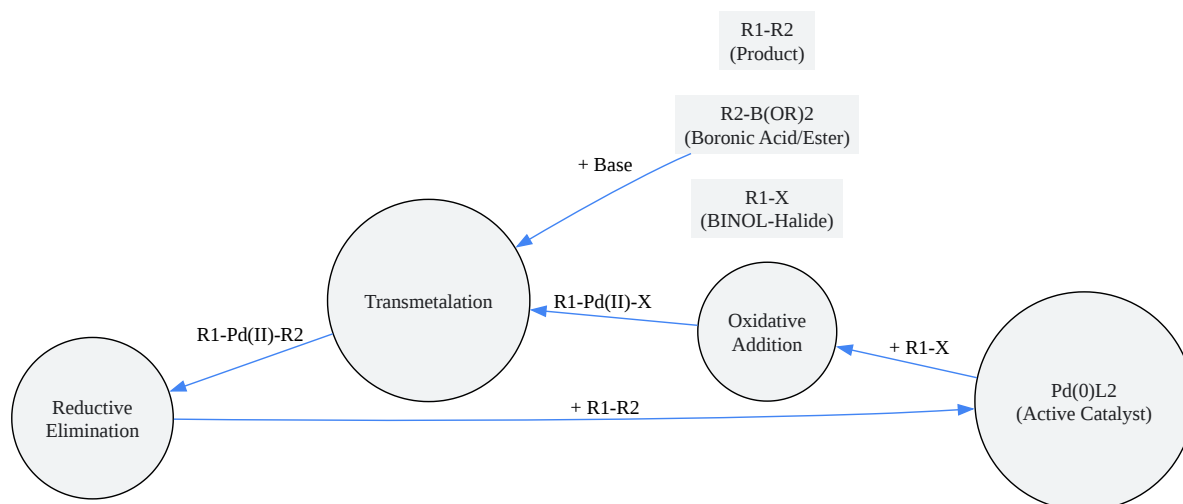 R1-R2
(Product)
R2-B(OR)2
(Boronic Acid/Ester)
+ Base
R1-X
(BINOL-Halide)
Transmetalation
R1-Pd(II)-X
Oxidative
Addition
R1-Pd(II)-R2
+ R1-X
Pd(0)L2
(Active Catalyst)
Reductive
Elimination
+ R1-R2